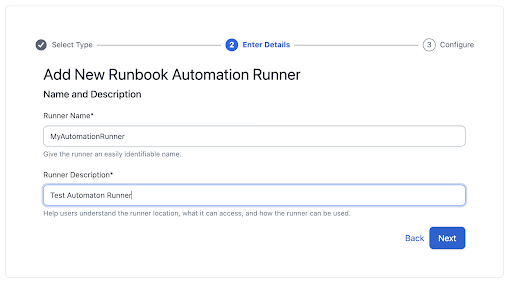 Select Type
2 Enter Details
3 Configure
Add New Runbook Automation Runner
Name and Description
Runner Name*
MyAutomationRunner
Give the runner an easily identifiable name.
Runner Description*
Test Automaton Runner
Help users understand the runner location, what it can access, and how the runner can be used.
Back Next